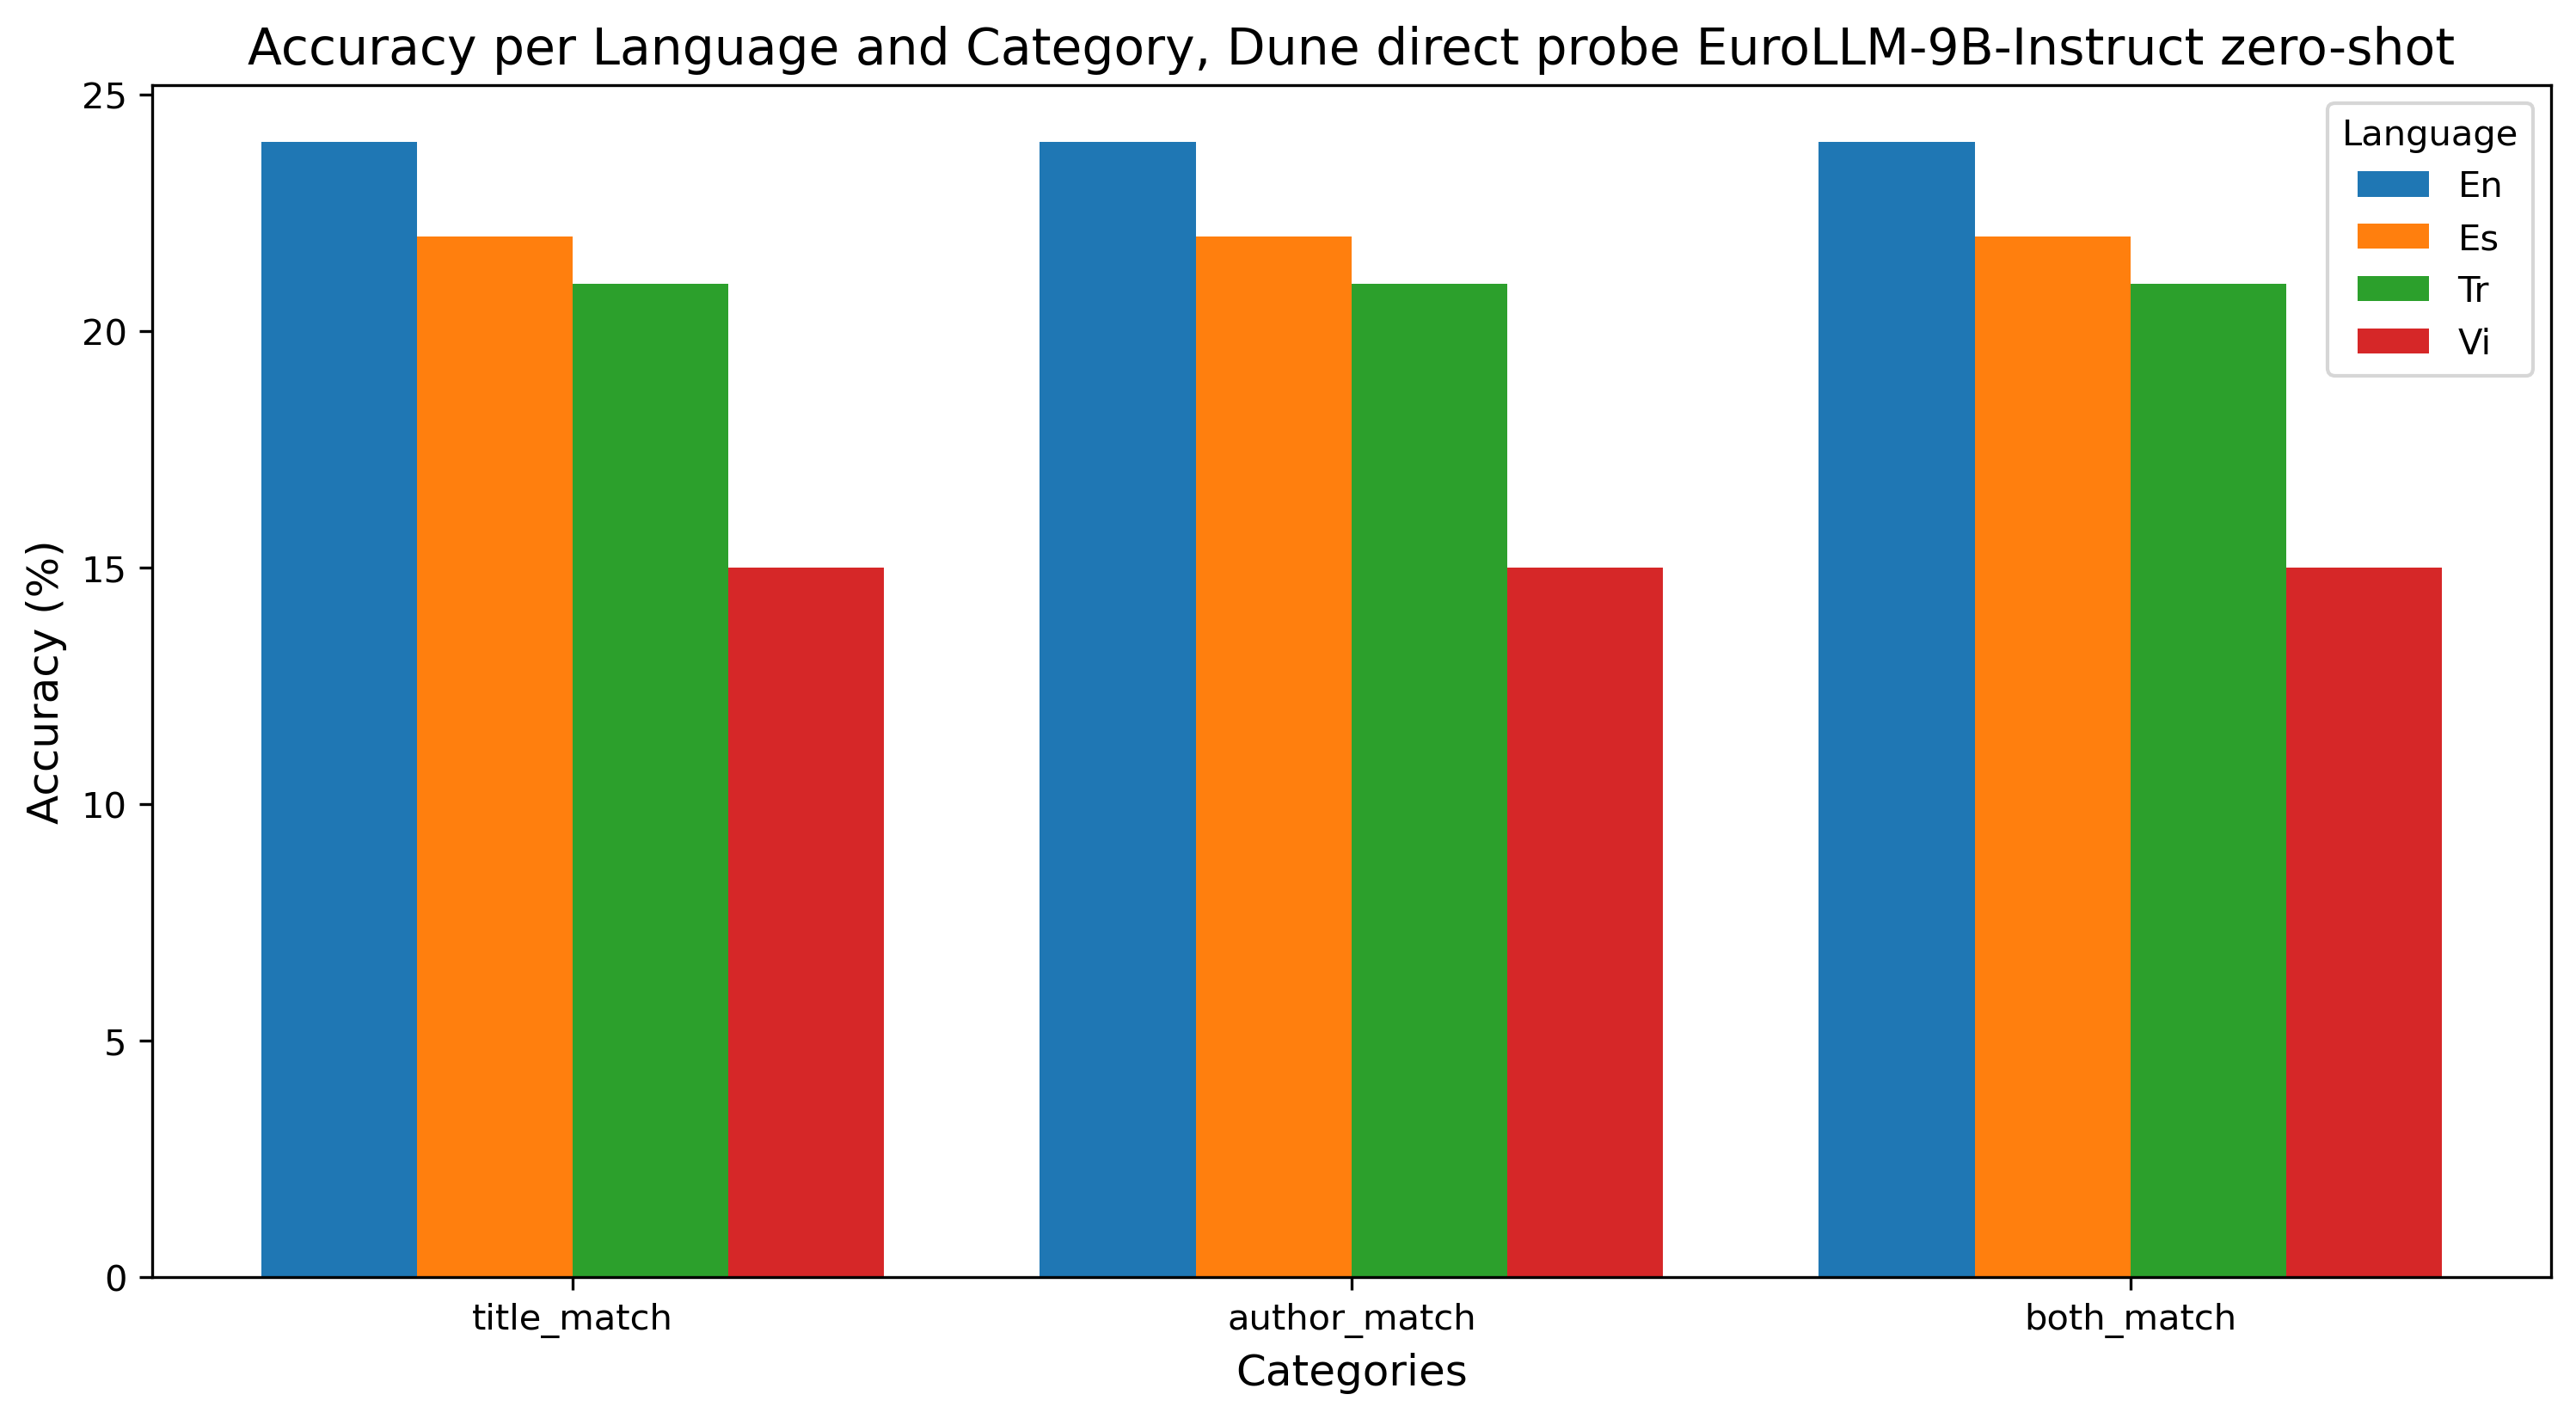 Accuracy per Language and Category, Dune direct probe EuroLLM-9B-Instruct zero-shot
Accuracy (%)
25
20
15
10
5
0
Language
En
Es
Tr
Vi
title_match
author_match
both_match
Categories